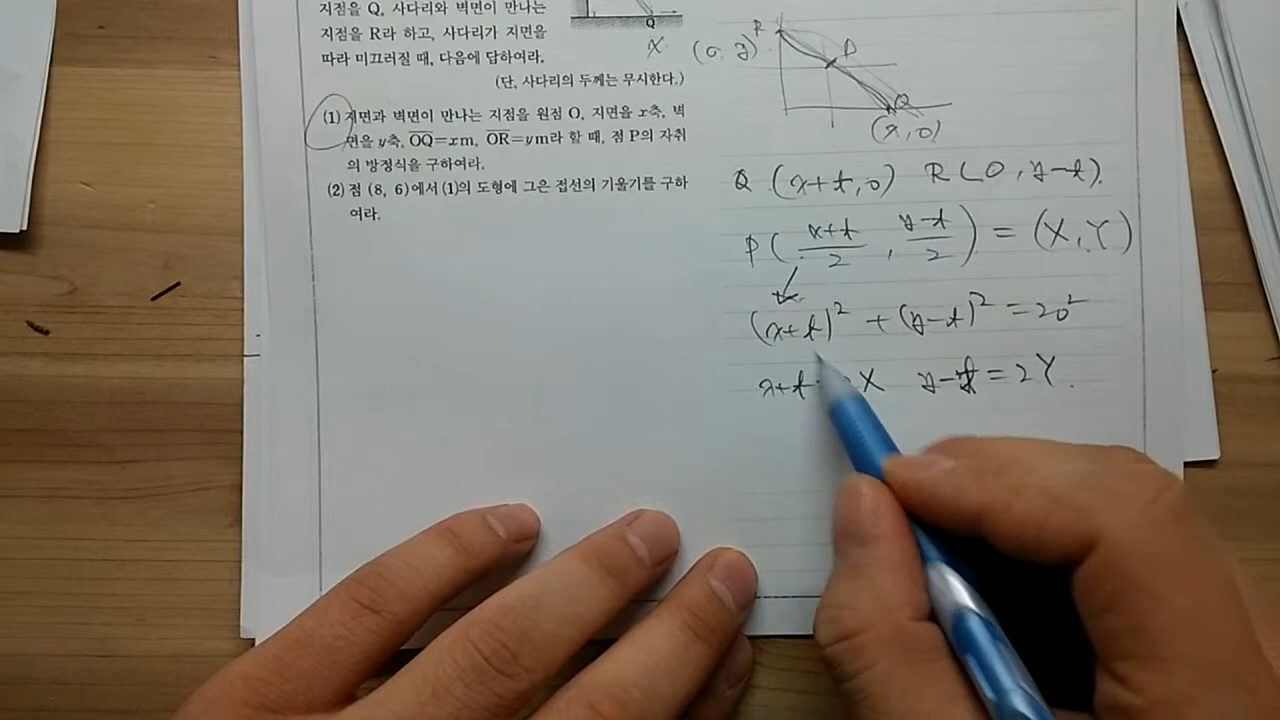 지점을 Q, 사다리와 벽면이 만나는
지점을 R라 하고, 사다리가 지면을
따라 미끄러질 때, 다음에 답하여라.
(단, 사다리의 두께는 무시한다.)
(1) 지면과 벽면이 만나는 지점을 원점 O, 지면을 x축, 벽
면을 y축, OQ=xm, OR=ym라 할 때, 점 P의 자취
의 방정식을 구하여라.
(2) 점 (8, 6)에서 (1)의 도형에 그은 접선의 기울기를 구하
여라.
Q
X
R
(0, y)
P
Q
(x, 0)
Q (x+t, 0) R(0, y-t).
P( x+t/2 , y-t/2 ) = (X, Y)
(x+t)² + (y-t)² = 20²
x+t X y-t = 2Y.